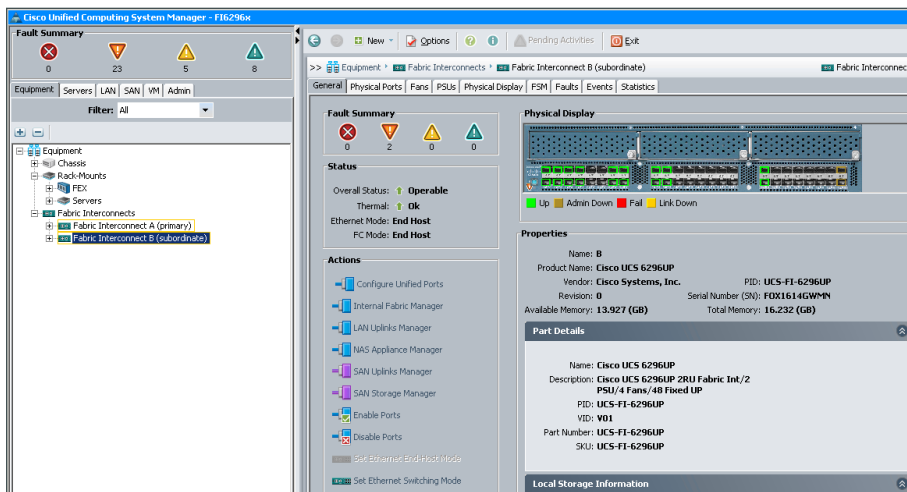 Cisco Unified Computing System Manager - FI6296x
Fault Summary
0 23 5 8
Equipment Servers LAN SAN VM Admin
Filter: All
Equipment
Chassis
Rack-Mounts
FEX
Servers
Fabric Interconnects
Fabric Interconnect A (primary)
Fabric Interconnect B (subordinate)
New Options Pending Activities Exit
>> Equipment Fabric Interconnects Fabric Interconnect B (subordinate) Fabric Interconnec
General Physical Ports Fans PSUs Physical Display FSM Faults Events Statistics
Fault Summary
0 2 0 0
Status
Overall Status: Operable
Thermal: Ok
Ethernet Mode: End Host
FC Mode: End Host
Actions
Configure Unified Ports
Internal Fabric Manager
LAN Uplinks Manager
NAS Appliance Manager
SAN Uplinks Manager
SAN Storage Manager
Enable Ports
Disable Ports
Set Ethernet End-Host Mode
Set Ethernet Switching Mode
Physical Display
Up Admin Down Fail Link Down
Properties
Name: B
Product Name: Cisco UCS 6296UP
Vendor: Cisco Systems, Inc. PID: UCS-FI-6296UP
Revision: 0 Serial Number (SN): FOX1614GWMN
Available Memory: 13.927 (GB) Total Memory: 16.232 (GB)
Part Details
Name: Cisco UCS 6296UP
Description: Cisco UCS 6296UP 2RU Fabric Int/2
PSU/4 Fans/48 Fixed UP
PID: UCS-FI-6296UP
VID: V01
Part Number: UCS-FI-6296UP
SKU: UCS-FI-6296UP
Local Storage Information